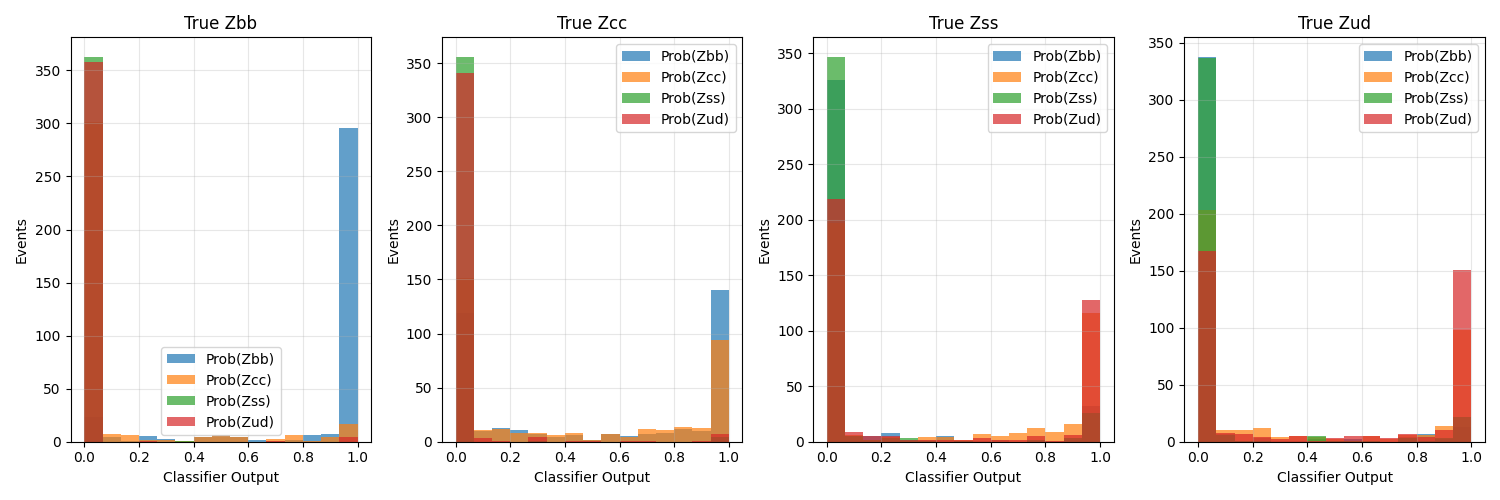 True Zbb
Events
350
300
250
200
150
100
50
0
0.0 0.2 0.4 0.6 0.8 1.0
Classifier Output
Prob(Zbb)
Prob(Zcc)
Prob(Zss)
Prob(Zud)
True Zcc
Events
350
300
250
200
150
100
50
0
0.0 0.2 0.4 0.6 0.8 1.0
Classifier Output
Prob(Zbb)
Prob(Zcc)
Prob(Zss)
Prob(Zud)
True Zss
Events
350
300
250
200
150
100
50
0
0.0 0.2 0.4 0.6 0.8 1.0
Classifier Output
Prob(Zbb)
Prob(Zcc)
Prob(Zss)
Prob(Zud)
True Zud
Events
350
300
250
200
150
100
50
0
0.0 0.2 0.4 0.6 0.8 1.0
Classifier Output
Prob(Zbb)
Prob(Zcc)
Prob(Zss)
Prob(Zud)